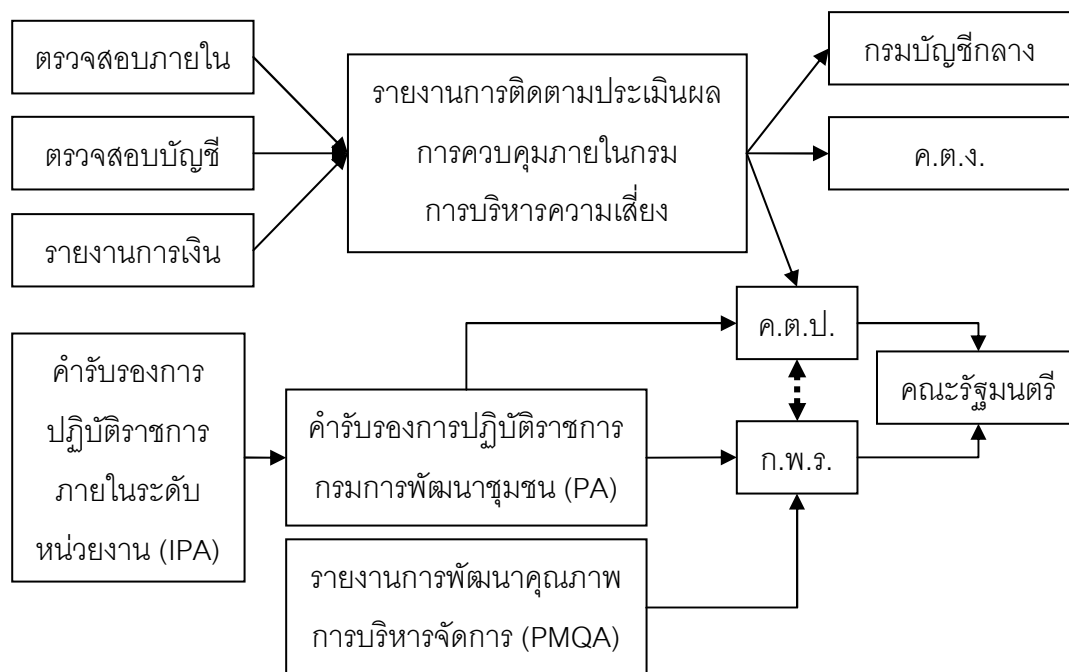 ตรวจสอบภายใน
ตรวจสอบบัญชี
รายงานการเงิน
รายงานการติดตามประเมินผล
การควบคุมภายในกรม
การบริหารความเสี่ยง
กรมบัญชีกลาง
ค.ต.ง.
ค.ต.ป.
คณะรัฐมนตรี
ก.พ.ร.
คำรับรองการ
ปฏิบัติราชการ
ภายในระดับ
หน่วยงาน (IPA)
คำรับรองการปฏิบัติราชการ
กรมการพัฒนาชุมชน (PA)
รายงานการพัฒนาคุณภาพ
การบริหารจัดการ (PMQA)